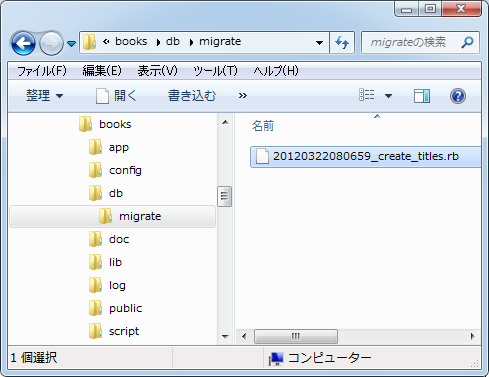 « books ▸ db ▸ migrate
migrateの検索
ファイル(F) 編集(E) 表示(V) ツール(T) ヘルプ(H)
整理 開く 書き込む »
books
app
config
db
migrate
doc
lib
log
public
script
名前
20120322080659_create_titles.rb
1 個選択
コンピューター